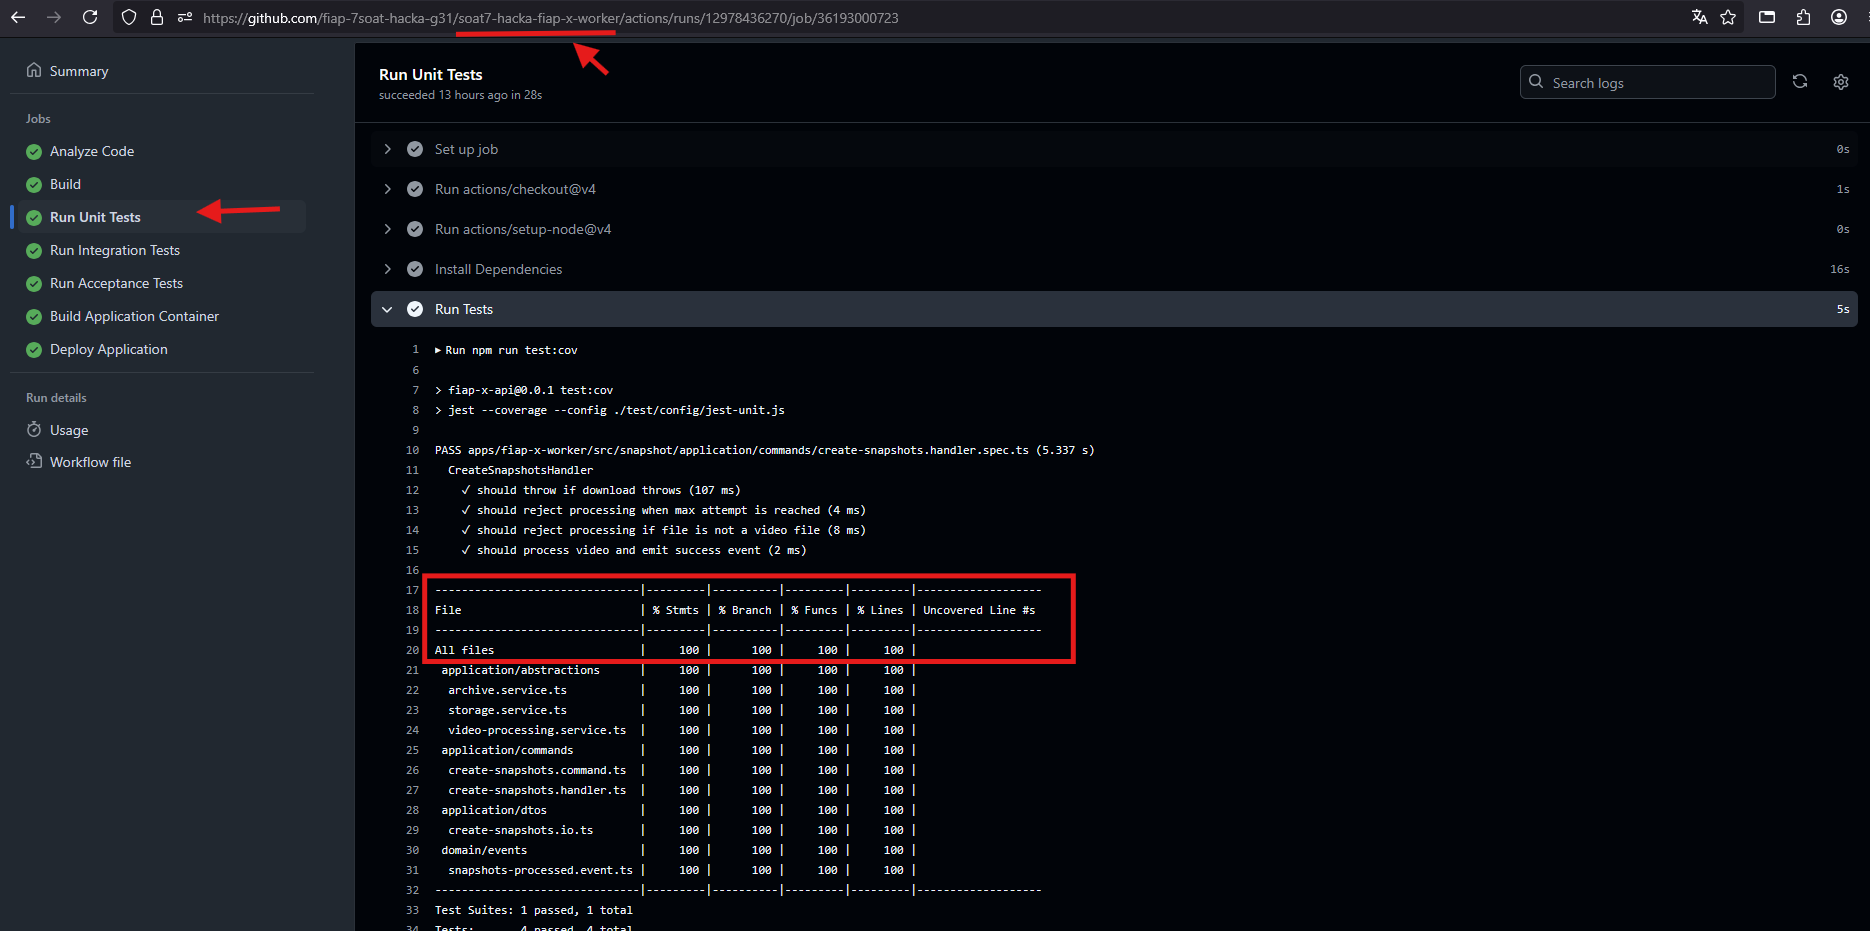 https://github.com/fiap-7soat-hacka-g31/soat7-hacka-fiap-x-worker/actions/runs/12978436270/job/36193000723
Summary
Jobs
Analyze Code
Build
Run Unit Tests
Run Integration Tests
Run Acceptance Tests
Build Application Container
Deploy Application
Run details
Usage
Workflow file
Run Unit Tests
succeeded 13 hours ago in 28s
Search logs
Set up job 0s
Run actions/checkout@v4 1s
Run actions/setup-node@v4 0s
Install Dependencies 16s
Run Tests 5s
1 ▶ Run npm run test:cov
6
7 > fiap-x-api@0.0.1 test:cov
8 > jest --coverage --config ./test/config/jest-unit.js
9
10 PASS apps/fiap-x-worker/src/snapshot/application/commands/create-snapshots.handler.spec.ts (5.337 s)
11 CreateSnapshotsHandler
12 ✓ should throw if download throws (107 ms)
13 ✓ should reject processing when max attempt is reached (4 ms)
14 ✓ should reject processing if file is not a video file (8 ms)
15 ✓ should process video and emit success event (2 ms)
16
17 -------------------------------|---------|----------|---------|---------|-------------------
18 File | % Stmts | % Branch | % Funcs | % Lines | Uncovered Line #s
19 -------------------------------|---------|----------|---------|---------|-------------------
20 All files | 100 | 100 | 100 | 100 |
21 application/abstractions | 100 | 100 | 100 | 100 |
22 archive.service.ts | 100 | 100 | 100 | 100 |
23 storage.service.ts | 100 | 100 | 100 | 100 |
24 video-processing.service.ts | 100 | 100 | 100 | 100 |
25 application/commands | 100 | 100 | 100 | 100 |
26 create-snapshots.command.ts | 100 | 100 | 100 | 100 |
27 create-snapshots.handler.ts | 100 | 100 | 100 | 100 |
28 application/dtos | 100 | 100 | 100 | 100 |
29 create-snapshots.io.ts | 100 | 100 | 100 | 100 |
30 domain/events | 100 | 100 | 100 | 100 |
31 snapshots-processed.event.ts | 100 | 100 | 100 | 100 |
32 -------------------------------|---------|----------|---------|---------|-------------------
33 Test Suites: 1 passed, 1 total
34 Tests: 4 passed, 4 total